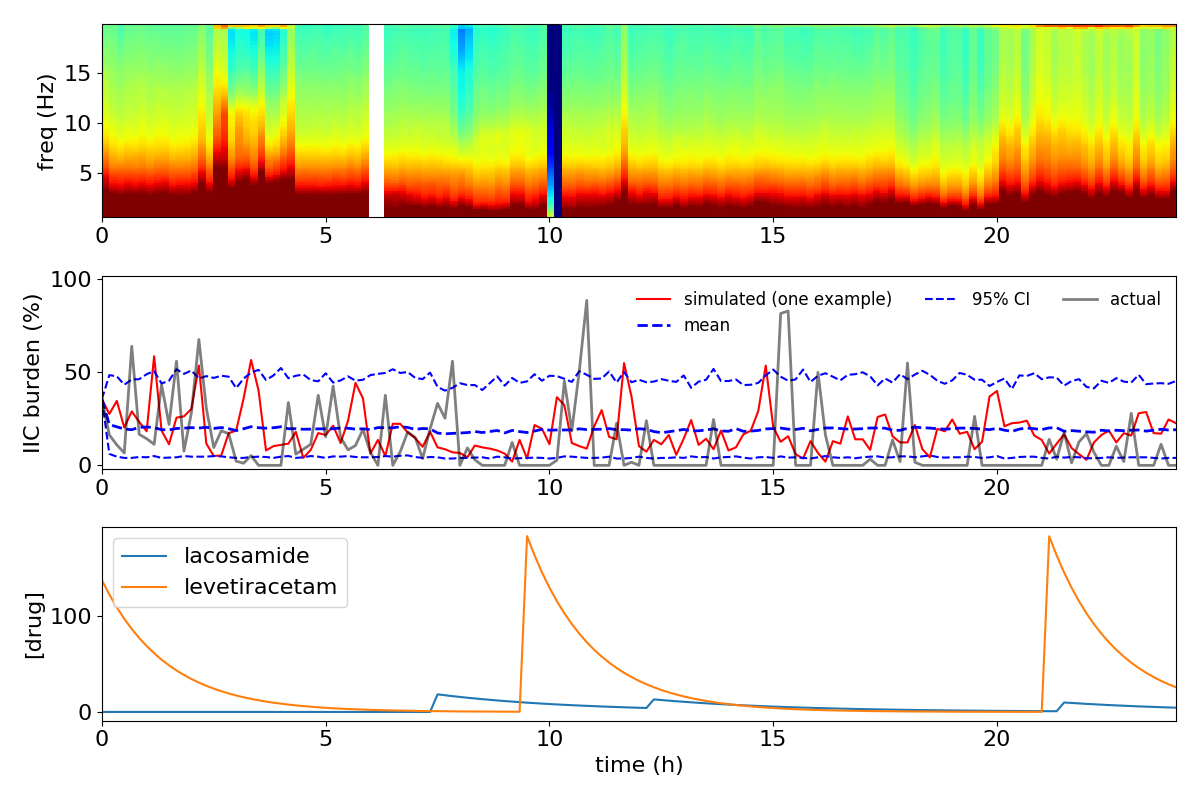 freq (Hz)
15
10
5
0 5 10 15 20
IIC burden (%)
100
50
0
simulated (one example)
mean
95% CI
actual
0 5 10 15 20
[drug]
100
0
lacosamide
levetiracetam
0 5 10 15 20
time (h)